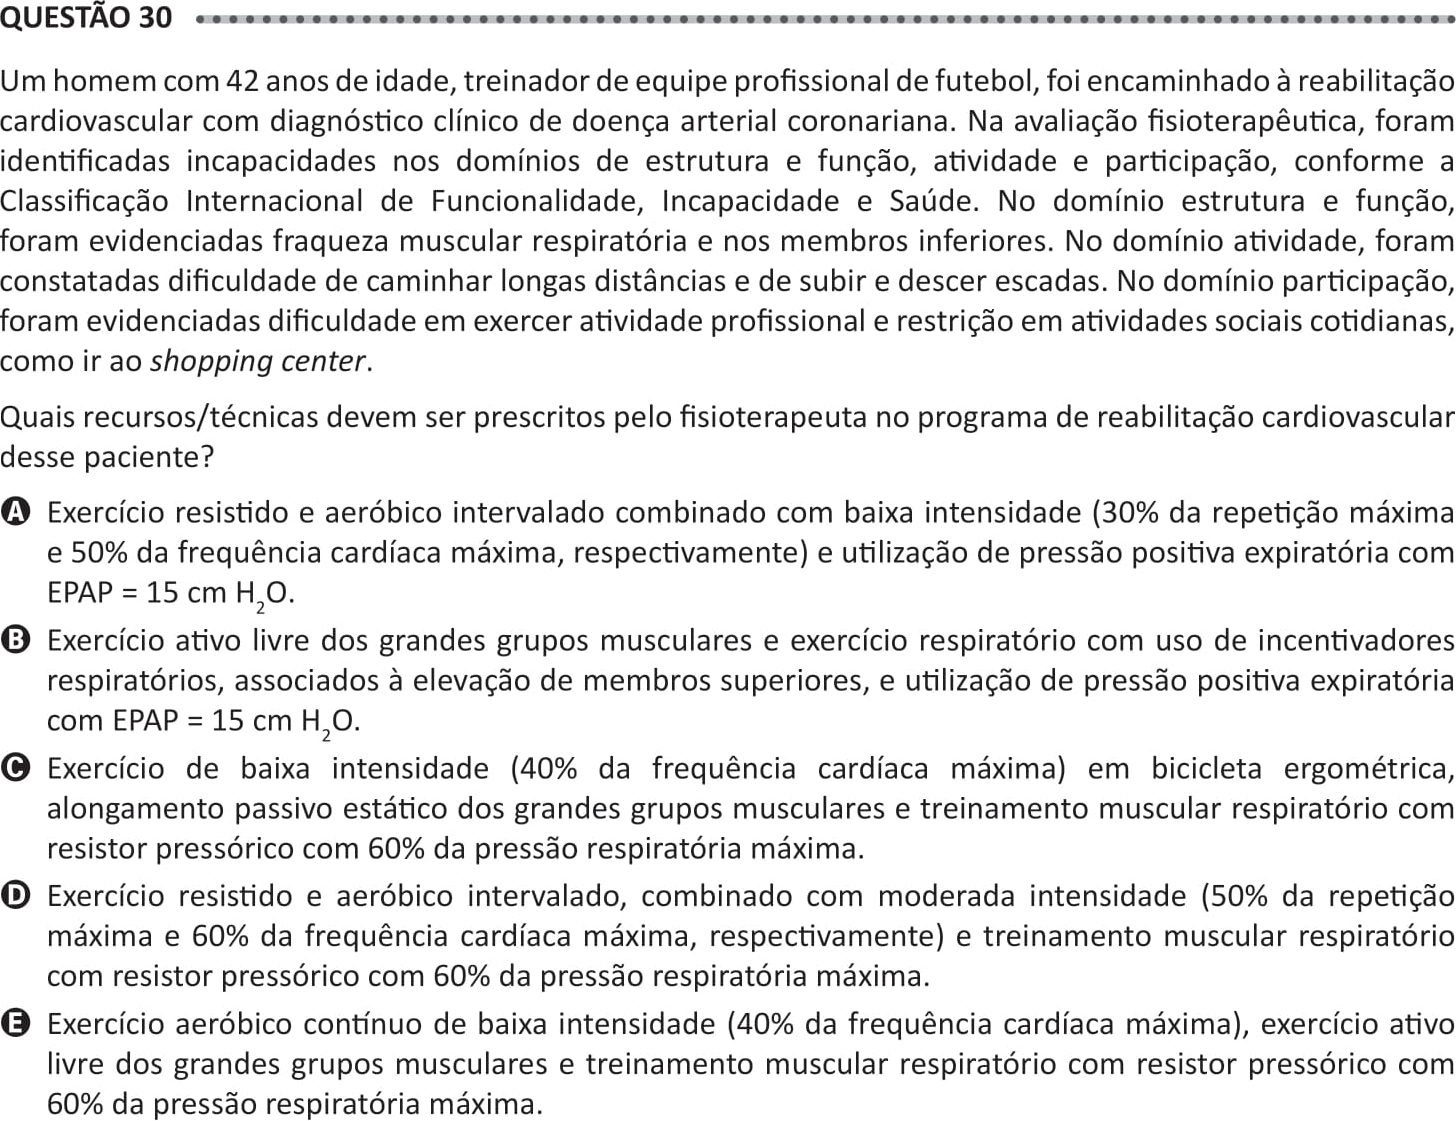 QUESTÃO 30
Um homem com 42 anos de idade, treinador de equipe profissional de futebol, foi encaminhado à reabilitação
cardiovascular com diagnóstico clínico de doença arterial coronariana. Na avaliação fisioterapêutica, foram
identificadas incapacidades nos domínios de estrutura e função, atividade e participação, conforme a
Classificação Internacional de Funcionalidade, Incapacidade e Saúde. No domínio estrutura e função,
foram evidenciadas fraqueza muscular respiratória e nos membros inferiores. No domínio atividade, foram
constatadas dificuldade de caminhar longas distâncias e de subir e descer escadas. No domínio participação,
foram evidenciadas dificuldade em exercer atividade profissional e restrição em atividades sociais cotidianas,
como ir ao shopping center.
Quais recursos/técnicas devem ser prescritos pelo fisioterapeuta no programa de reabilitação cardiovascular
desse paciente?
A Exercício resistido e aeróbico intervalado combinado com baixa intensidade (30% da repetição máxima
e 50% da frequência cardíaca máxima, respectivamente) e utilização de pressão positiva expiratória com
EPAP = 15 cm H₂O.
B Exercício ativo livre dos grandes grupos musculares e exercício respiratório com uso de incentivadores
respiratórios, associados à elevação de membros superiores, e utilização de pressão positiva expiratória
com EPAP = 15 cm H₂O.
C Exercício de baixa intensidade (40% da frequência cardíaca máxima) em bicicleta ergométrica,
alongamento passivo estático dos grandes grupos musculares e treinamento muscular respiratório com
resistor pressórico com 60% da pressão respiratória máxima.
D Exercício resistido e aeróbico intervalado, combinado com moderada intensidade (50% da repetição
máxima e 60% da frequência cardíaca máxima, respectivamente) e treinamento muscular respiratório
com resistor pressórico com 60% da pressão respiratória máxima.
E Exercício aeróbico contínuo de baixa intensidade (40% da frequência cardíaca máxima), exercício ativo
livre dos grandes grupos musculares e treinamento muscular respiratório com resistor pressórico com
60% da pressão respiratória máxima.